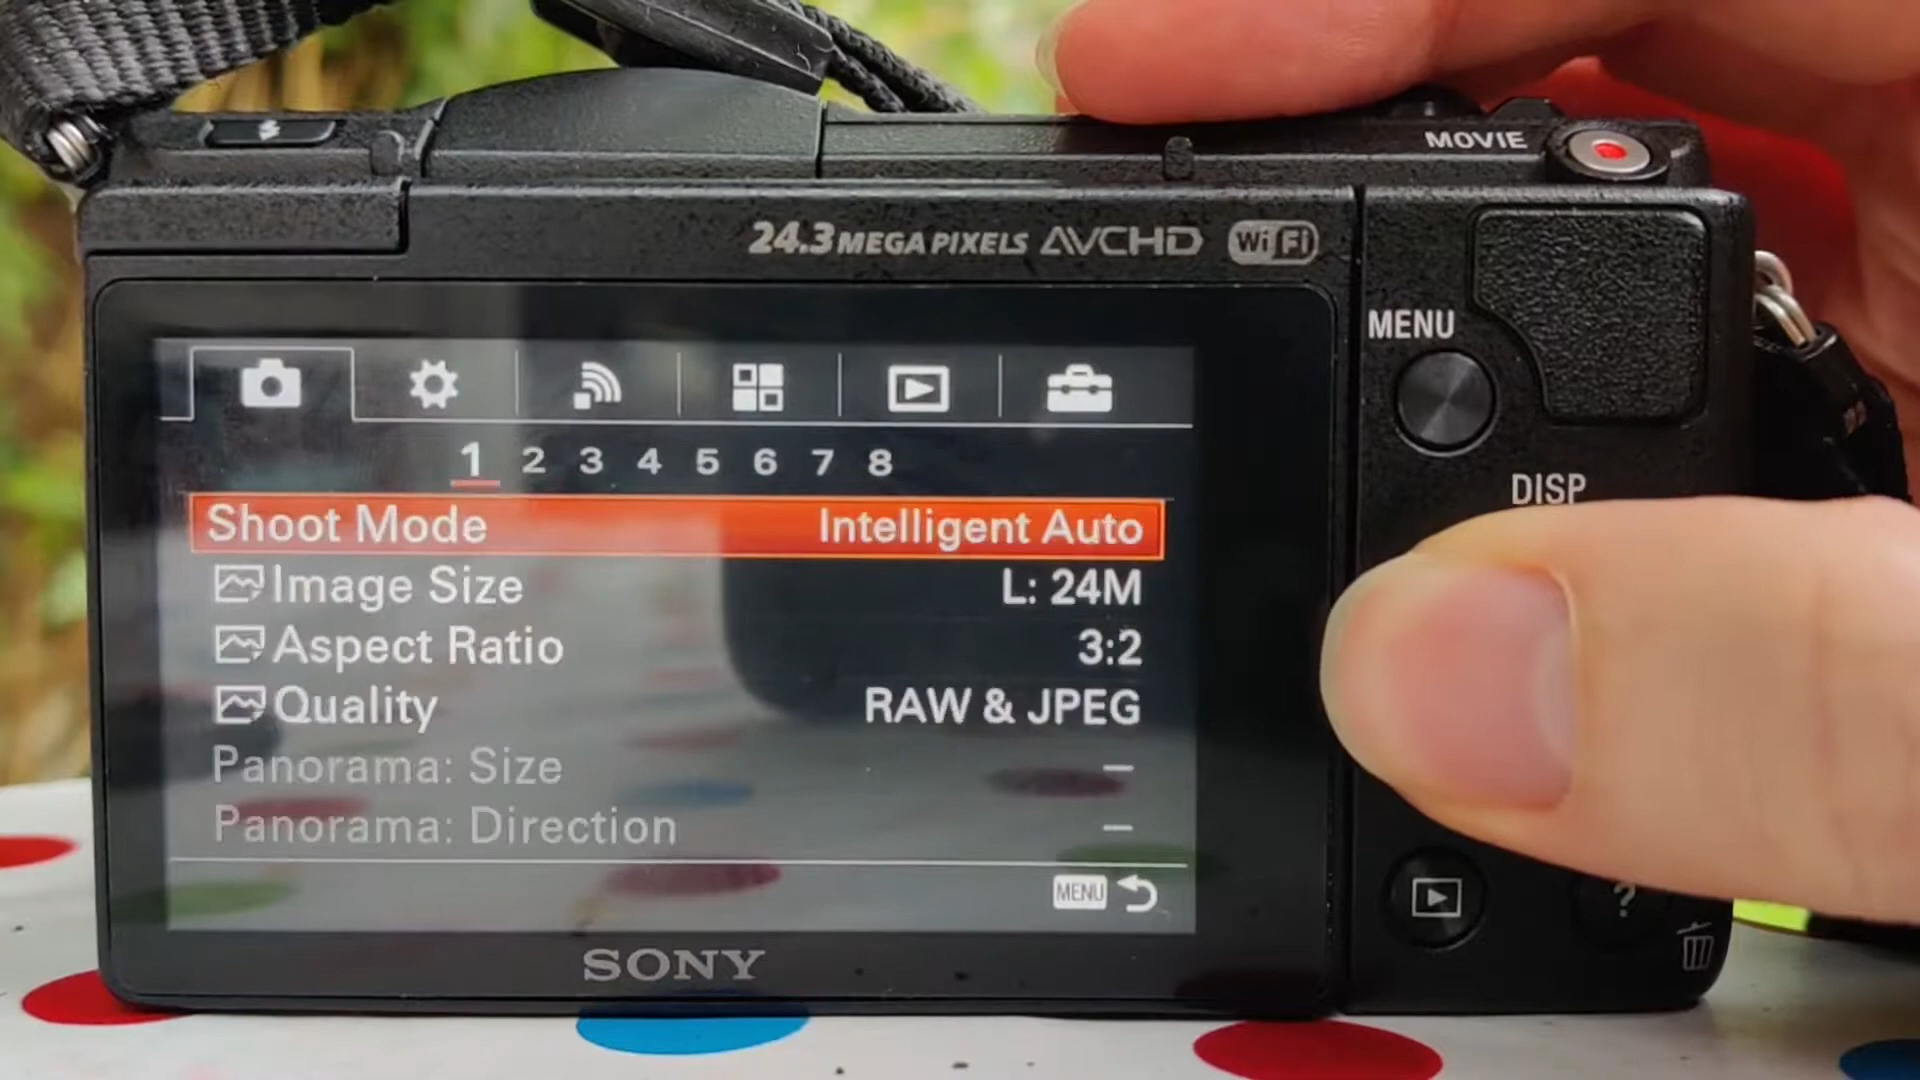 MOVIE
24.3 MEGA PIXELS AVCHD Wi Fi
MENU
DISP
1 2 3 4 5 6 7 8
Shoot Mode Intelligent Auto
Image Size L: 24M
Aspect Ratio 3:2
Quality RAW & JPEG
Panorama: Size –
Panorama: Direction –
MENU
?
SONY